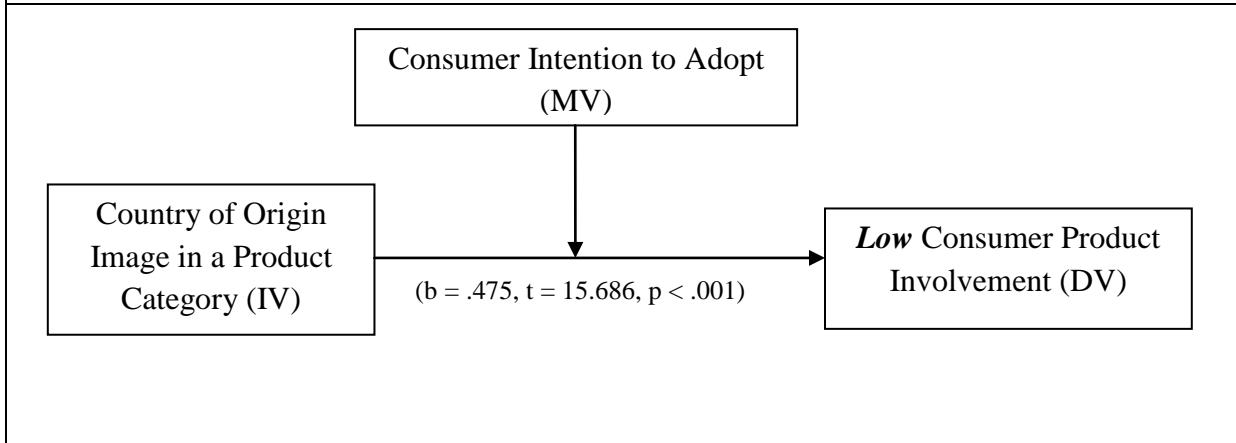 Consumer Intention to Adopt
(MV)
Country of Origin
Image in a Product
Category (IV)
(b = .475, t = 15.686, p < .001)
Low Consumer Product
Involvement (DV)